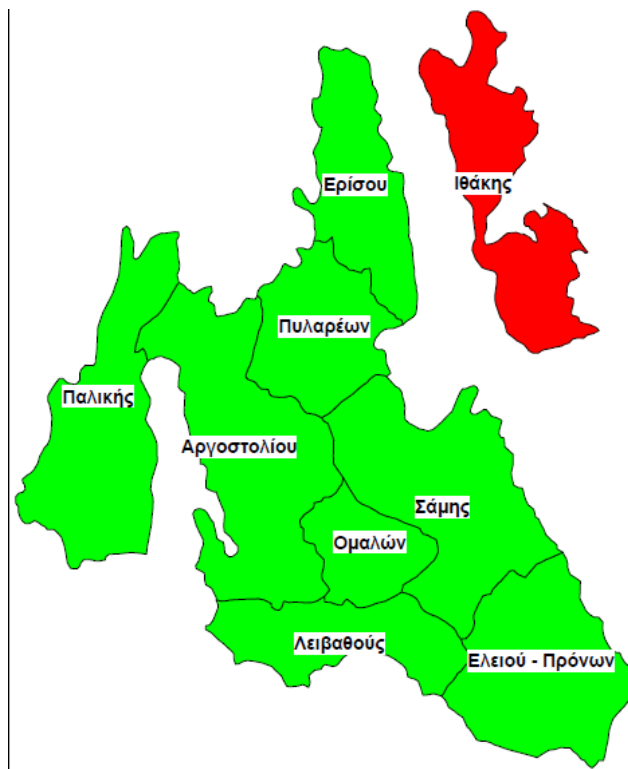 Ερίσου
Ιθάκης
Πυλαρέων
Παλικής
Αργοστολίου
Σάμης
Ομαλών
Λειβαθούς
Ελειού - Πρόνων